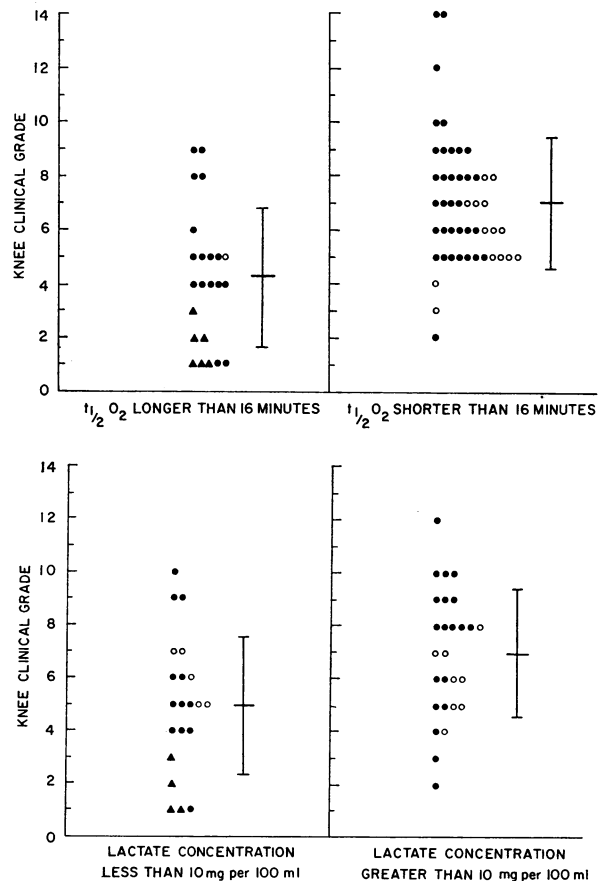 KNEE CLINICAL GRADE
14
12
10
8
6
4
2
0
t1/2 O2 LONGER THAN 16 MINUTES
t1/2 O2 SHORTER THAN 16 MINUTES
KNEE CLINICAL GRADE
14
12
10
8
6
4
2
0
LACTATE CONCENTRATION
LESS THAN 10 mg per 100 ml
LACTATE CONCENTRATION
GREATER THAN 10 mg per 100 ml